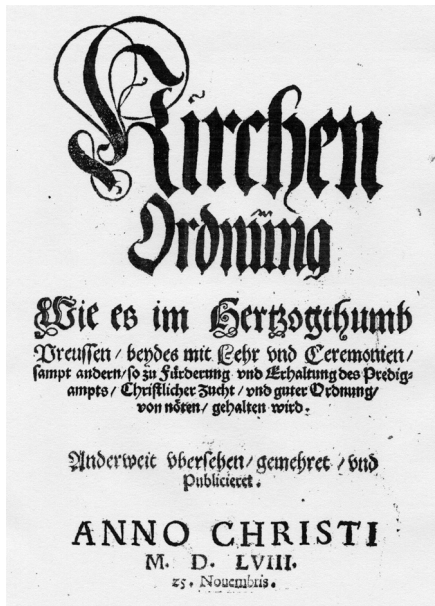 Kirchen
Ordnung
Wie es im Hertzogthumb
Preussen / beydes mit Lehr vnd Ceremonien /
sampt andern / so zu Fürderung vnd Erhaltung des Predig-
ampts / Christlicher Zucht / vnd guter Ordnung /
von nöten / gehalten wird.
Anderweit vbersehen / gemehret / vnd
Publicieret.
ANNO CHRISTI
M. D. LVIII.
25. Nouembris.